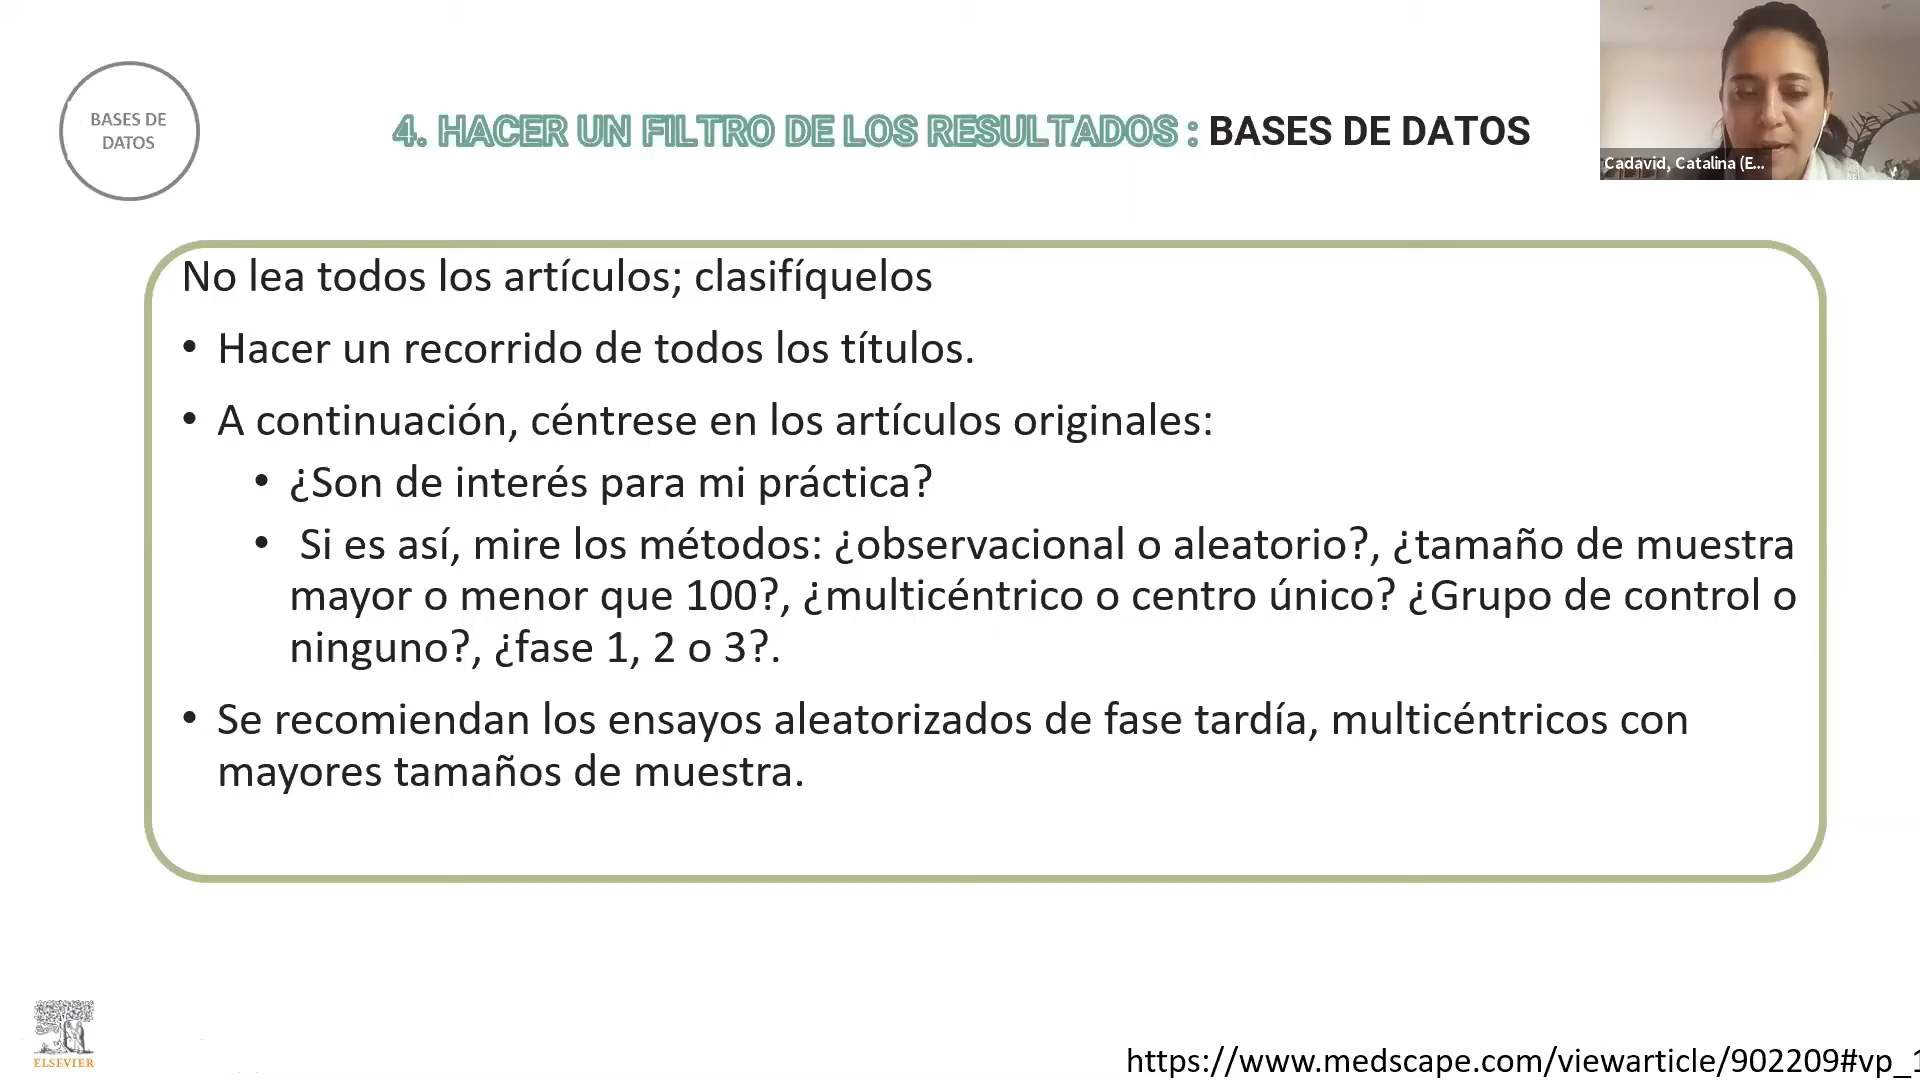 BASES DE
DATOS
4. HACER UN FILTRO DE LOS RESULTADOS : BASES DE DATOS
Cadavid, Catalina (E...
No lea todos los artículos; clasifíquelos
• Hacer un recorrido de todos los títulos.
• A continuación, céntrese en los artículos originales:
• ¿Son de interés para mi práctica?
• Si es así, mire los métodos: ¿observacional o aleatorio?, ¿tamaño de muestra
mayor o menor que 100?, ¿multicéntrico o centro único? ¿Grupo de control o
ninguno?, ¿fase 1, 2 o 3?.
• Se recomiendan los ensayos aleatorizados de fase tardía, multicéntricos con
mayores tamaños de muestra.
ELSEVIER
https://www.medscape.com/viewarticle/902209#vp_1